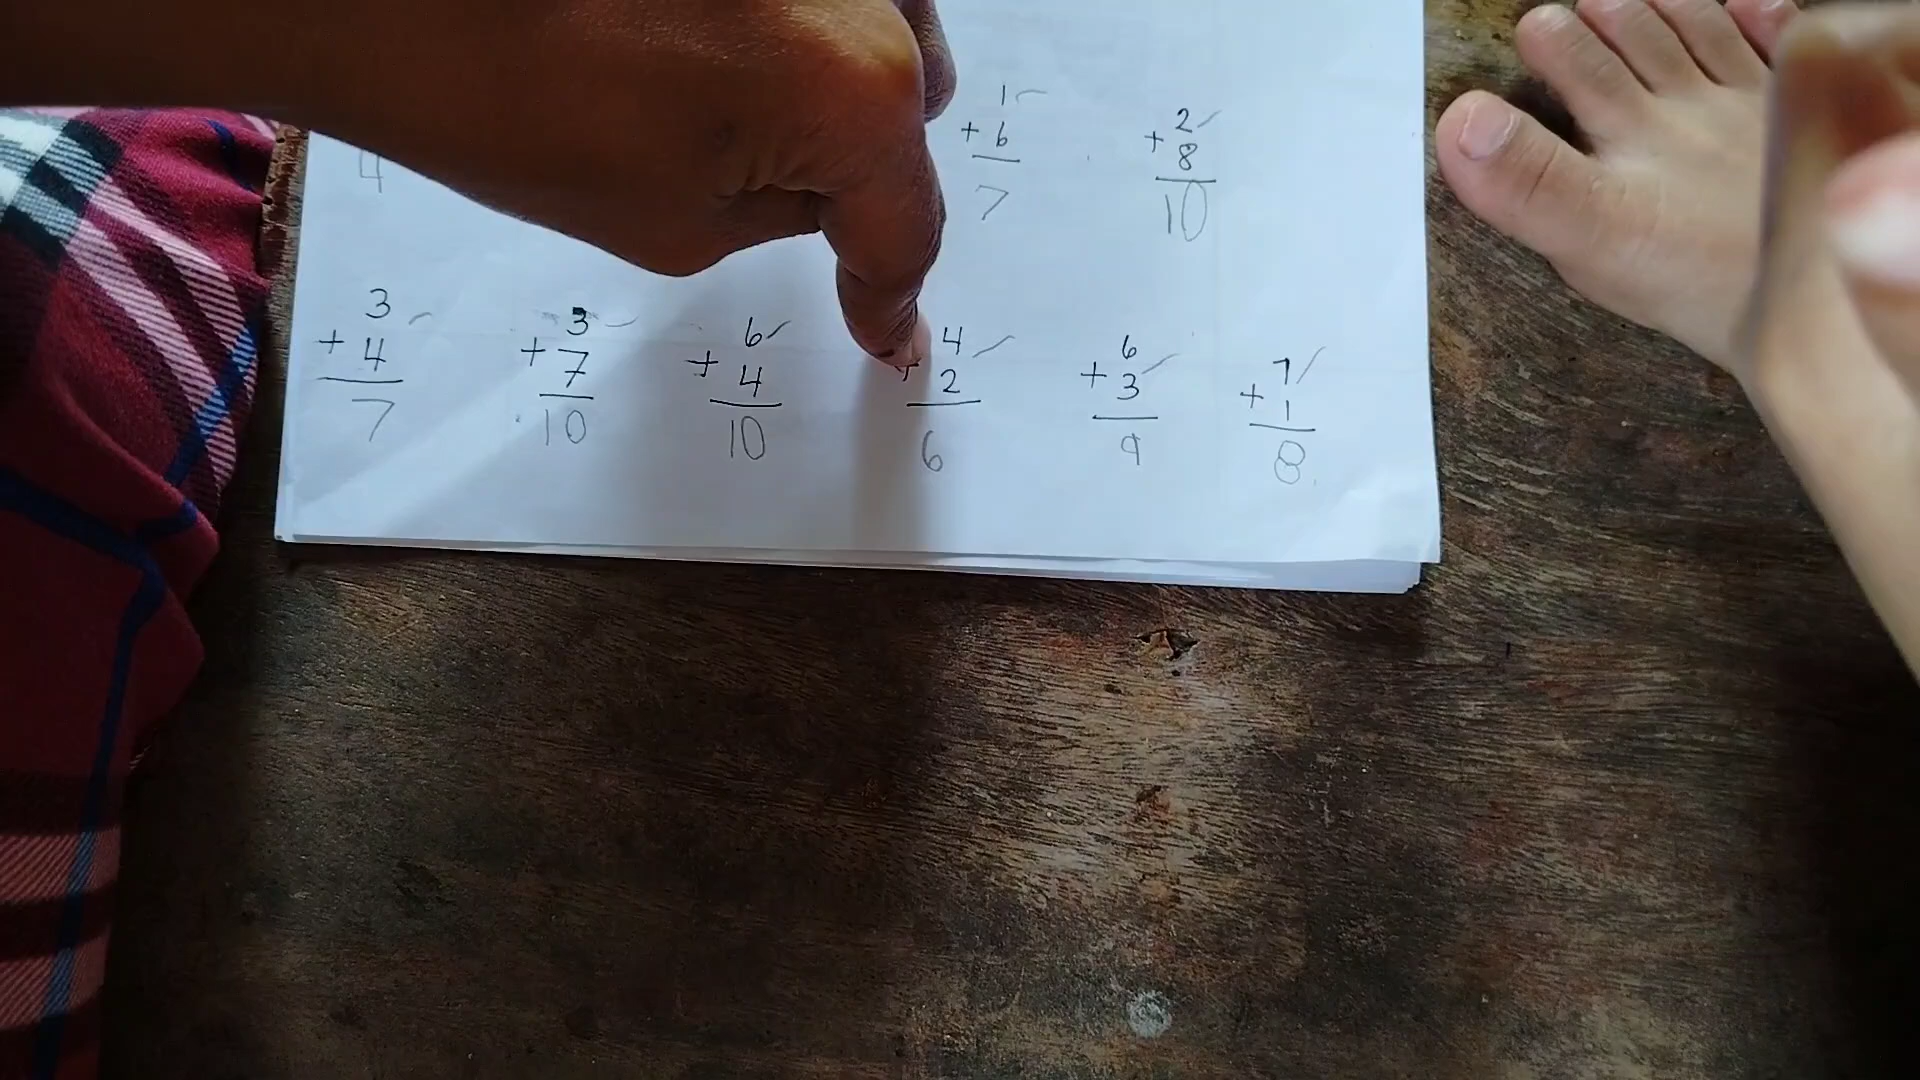 1 2
+ 6 + 8
4 7 10
3 3 6 4 6 7
+ 4 + 7 + 4 + 2 + 3 + 1
7 10 10 6 9 8